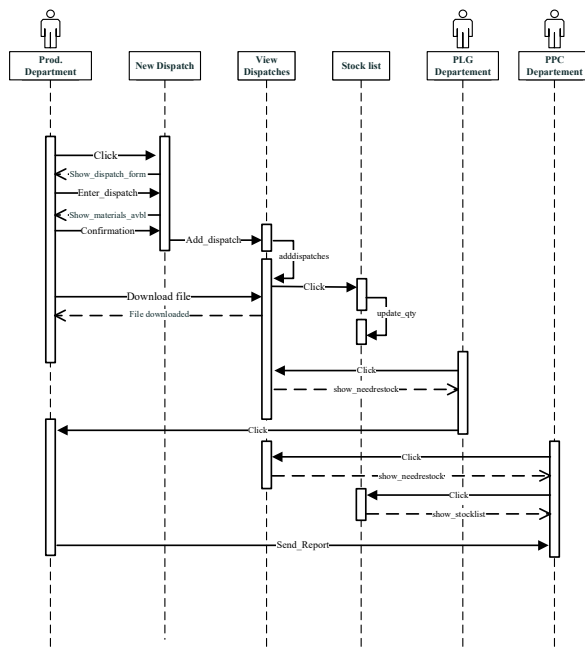 Prod.
Department
New Dispatch
View
Dispatches
Stock list
PLG
Departement
PPC
Departement
Click
Show_dispatch_form
Enter_dispatch
Show_materials_avbl
Confirmation
Add_dispatch
adddispatches
Click
Download file
File downloaded
update_qty
Click
show_needrestock
Click
Click
show_needrestock
Click
show_stocklist
Send_Report